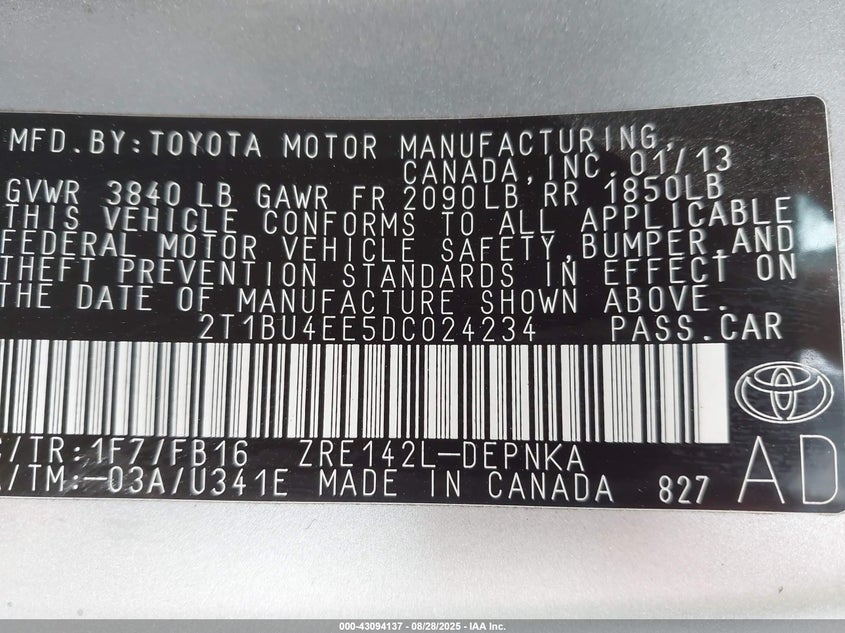 MFD.BY:TOYOTA MOTOR MANUFACTURING,
CANADA,INC. 01/13
GVWR 3840 LB GAWR FR 2090LB RR 1850LB
THIS VEHICLE CONFORMS TO ALL APPLICABLE
FEDERAL MOTOR VEHICLE SAFETY,BUMPER,AND
THEFT PREVENTION STANDARDS IN EFFECT ON
THE DATE OF MANUFACTURE SHOWN ABOVE.
2T1BU4EE5DC024234 PASS.CAR
C/TR:1F7/FB16 ZRE142L-DEPNKA
A/TM:-03A/U341E MADE IN CANADA 827 AD
000-43094137 - 08/28/2025 - IAA Inc.